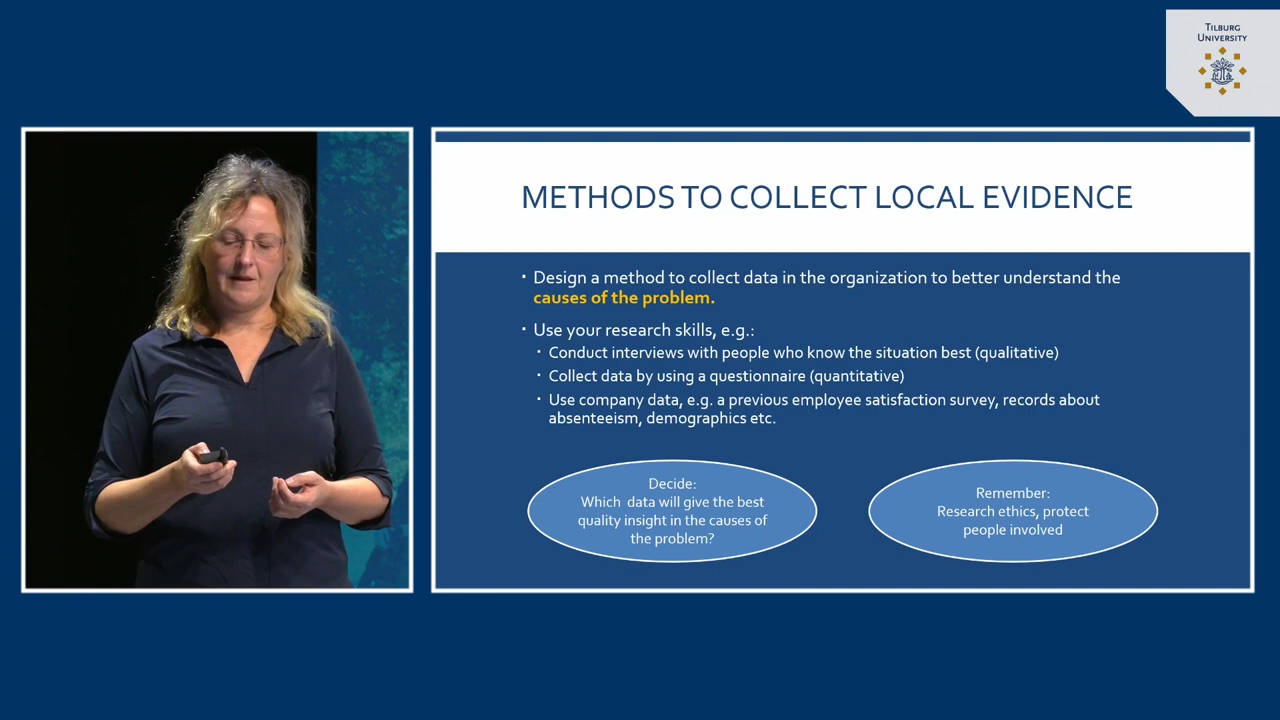 TILBURG
UNIVERSITY
METHODS TO COLLECT LOCAL EVIDENCE
▪ Design a method to collect data in the organization to better understand the
causes of the problem.
▪ Use your research skills, e.g.:
▪ Conduct interviews with people who know the situation best (qualitative)
▪ Collect data by using a questionnaire (quantitative)
▪ Use company data, e.g. a previous employee satisfaction survey, records about
absenteeism, demographics etc.
Decide:
Which data will give the best
quality insight in the causes of
the problem?
Remember:
Research ethics, protect
people involved